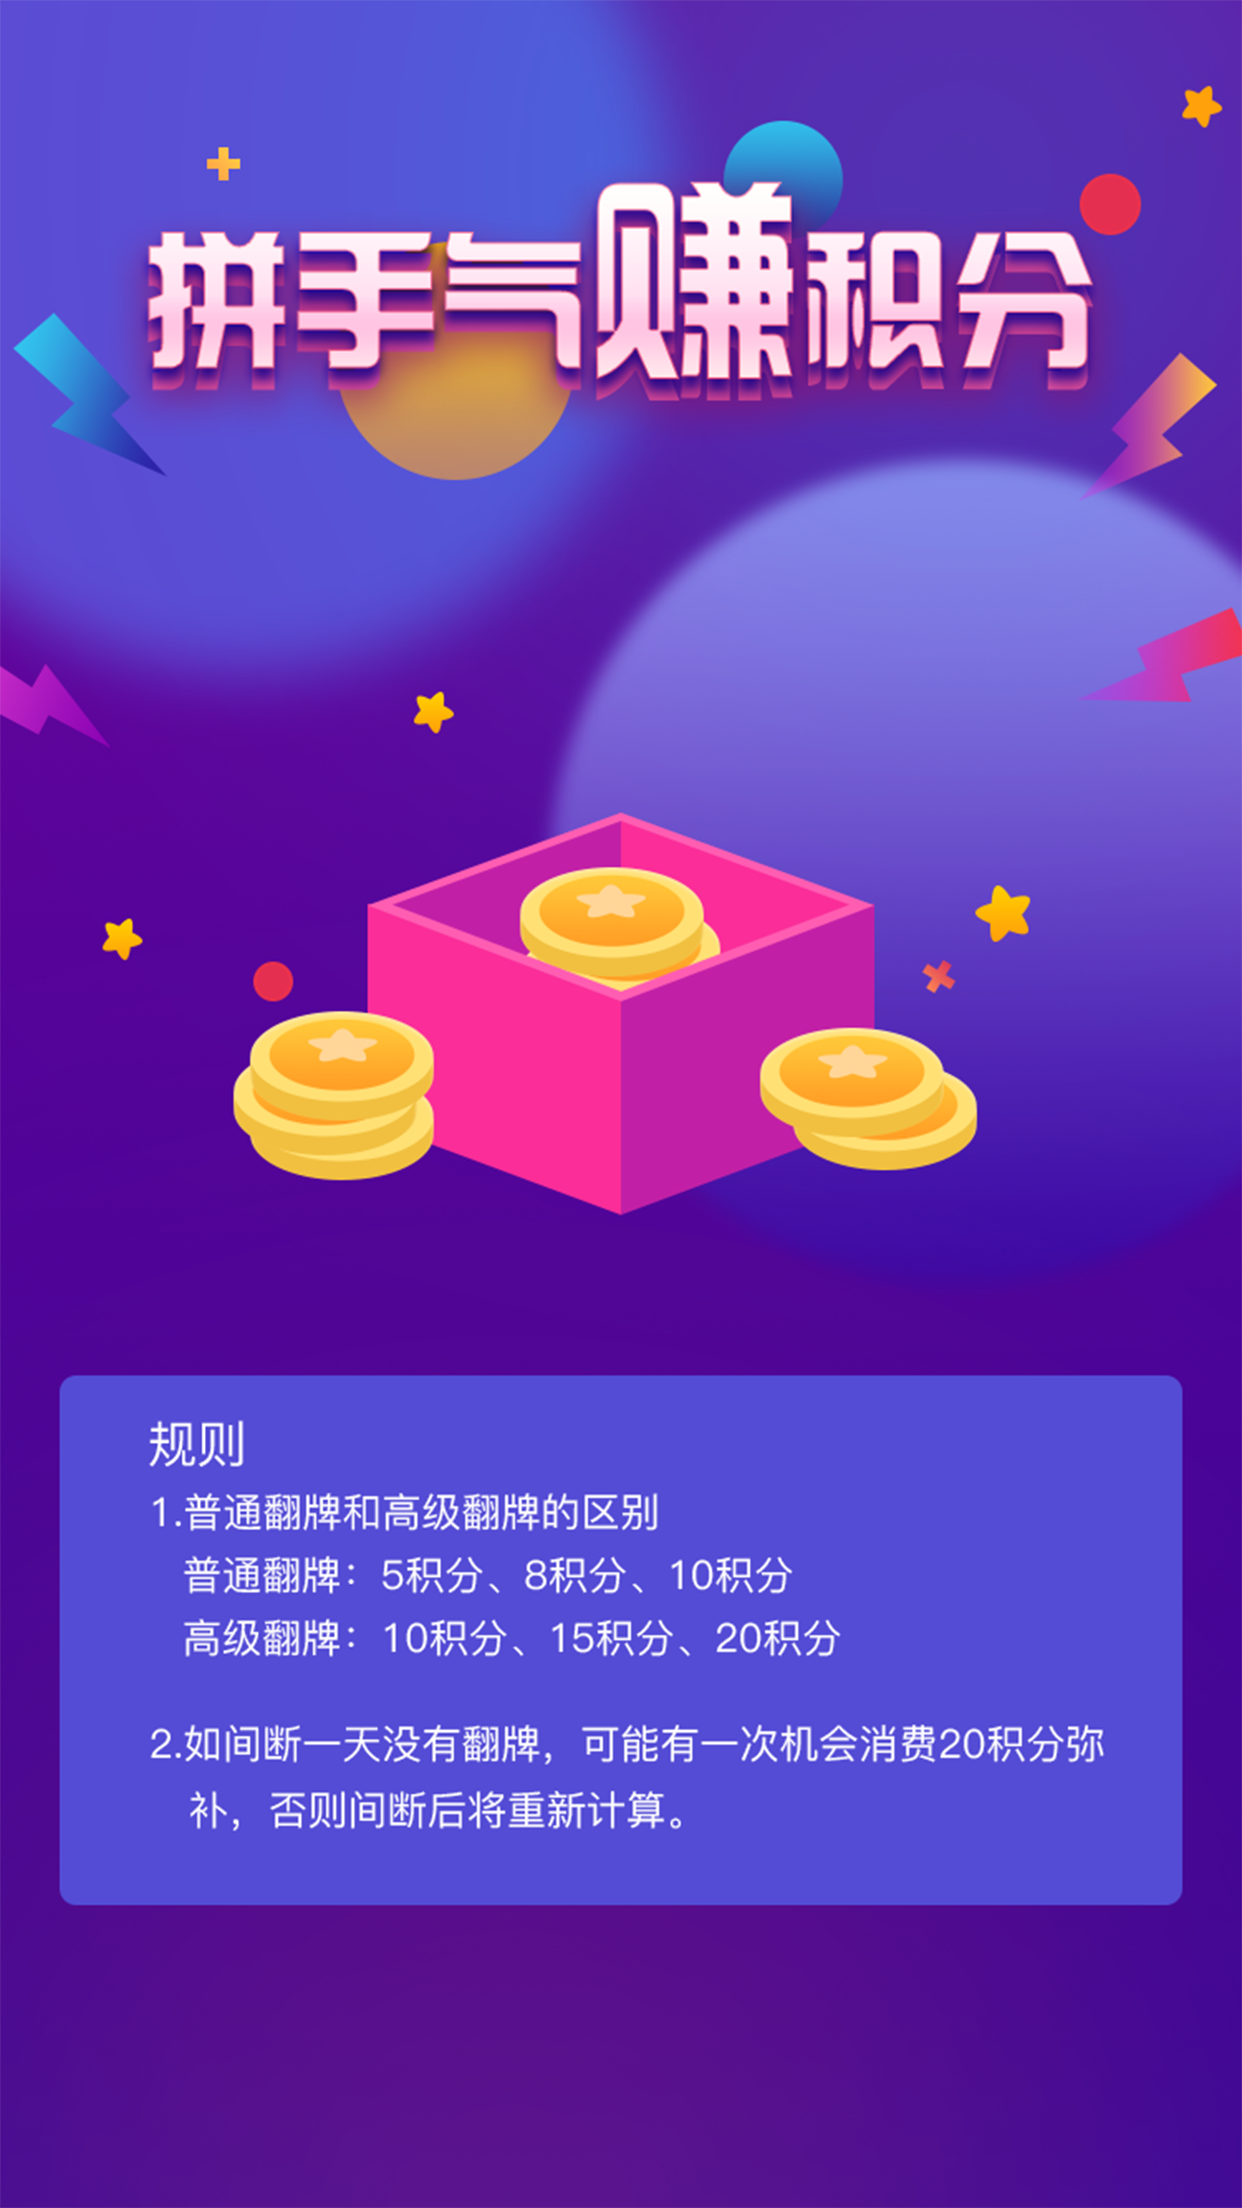 拼手气赚积分
规则
1.普通翻牌和高级翻牌的区别
普通翻牌：5积分、8积分、10积分
高级翻牌：10积分、15积分、20积分
2.如间断一天没有翻牌，可能有一次机会消费20积分弥
补，否则间断后将重新计算。